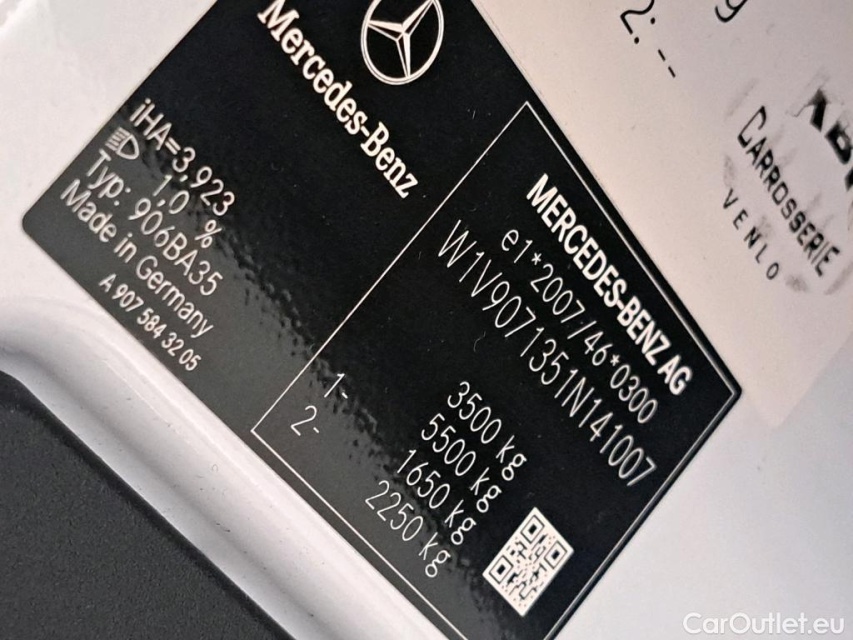 Mercedes-Benz
iHA=3,923
1,0 %
Typ: 906BA35
Made in Germany
A 907 584 32 05
MERCEDES-BENZ AG
e1*2007/46*0300
W1V9071351N141007
3500 kg
5500 kg
1- 1650 kg
2- 2250 kg
2: --
CARROSSERIE
VENLO
CarOutlet.eu